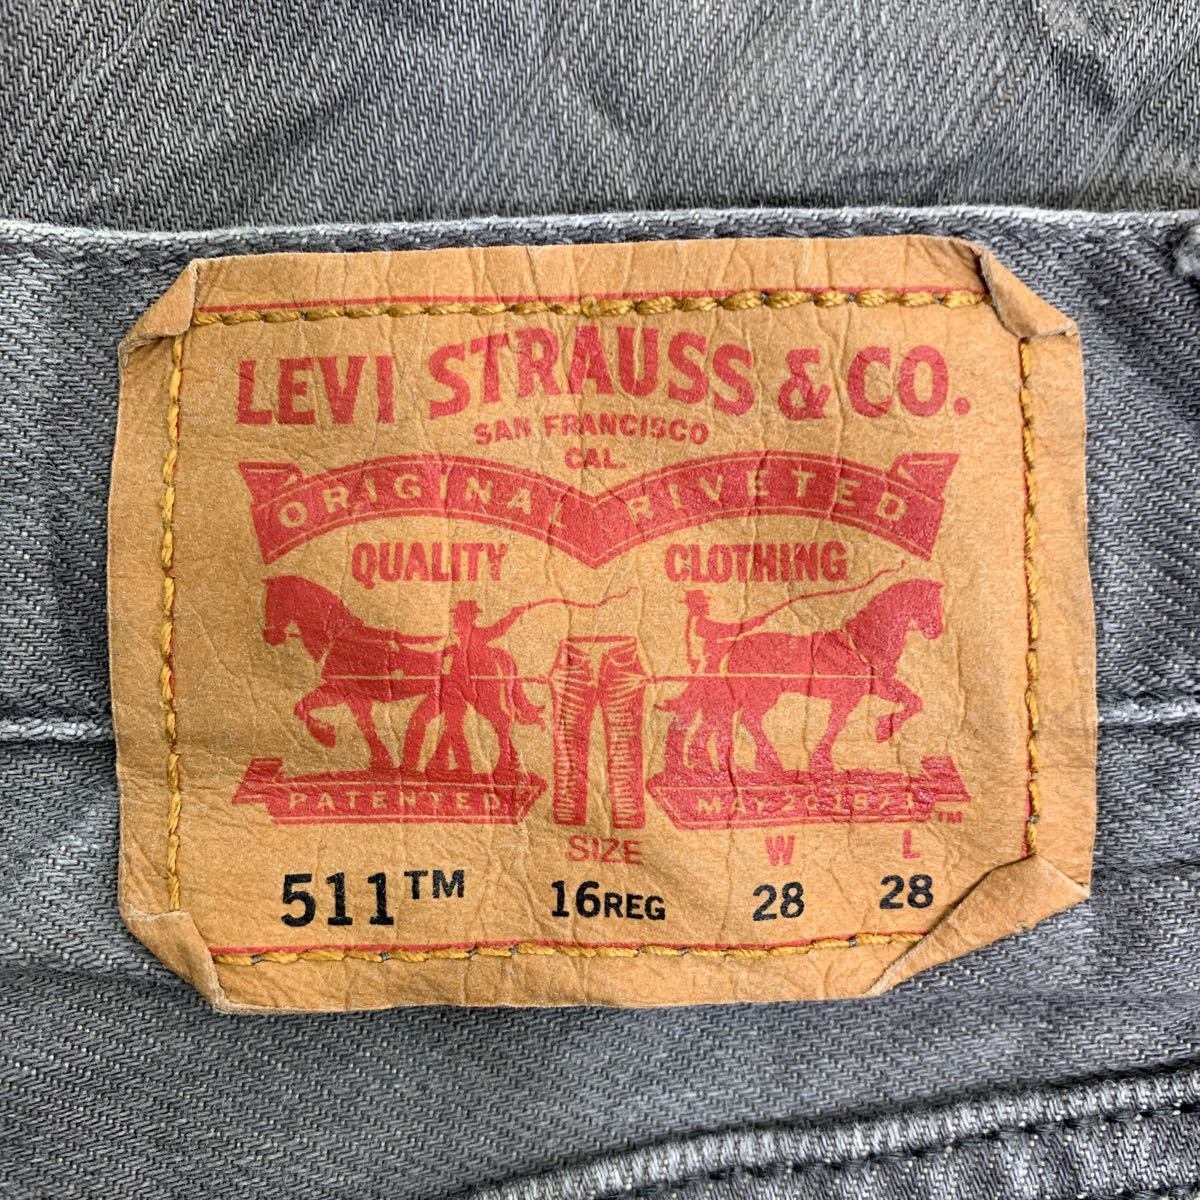 LEVI STRAUSS & CO.
SAN FRANCISCO
CAL.
ORIGINAL RIVETED
QUALITY CLOTHING
PATENTED MAY 20 1873 TM
SIZE W L
511™ 16REG 28 28